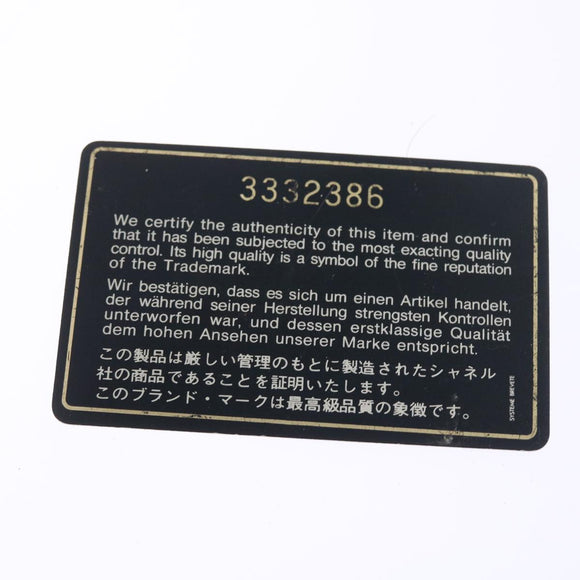 3332386
We certify the authenticity of this item and confirm
that it has been subjected to the most exacting quality
control. Its high quality is a symbol of the fine reputation
of the Trademark.
Wir bestätigen, dass es sich um einen Artikel handelt,
der während seiner Herstellung strengsten Kontrollen
unterworfen war, und dessen erstklassige Qualität
dem hohen Ansehen unserer Marke entspricht.
この製品は厳しい管理のもとに製造されたシャネル
社の商品であることを証明いたします。
このブランド・マークは最高級品質の象徴です。
SYSTEME BREVETE